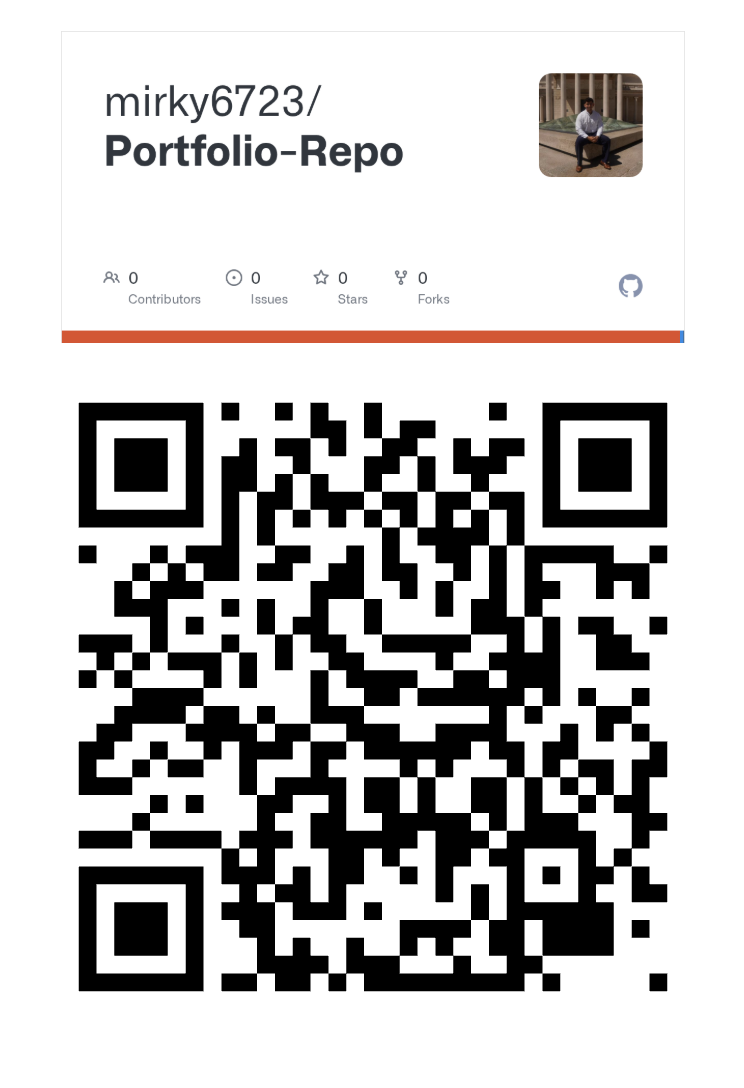 mirky6723/
Portfolio-Repo
0 0 0 0
Contributors Issues Stars Forks